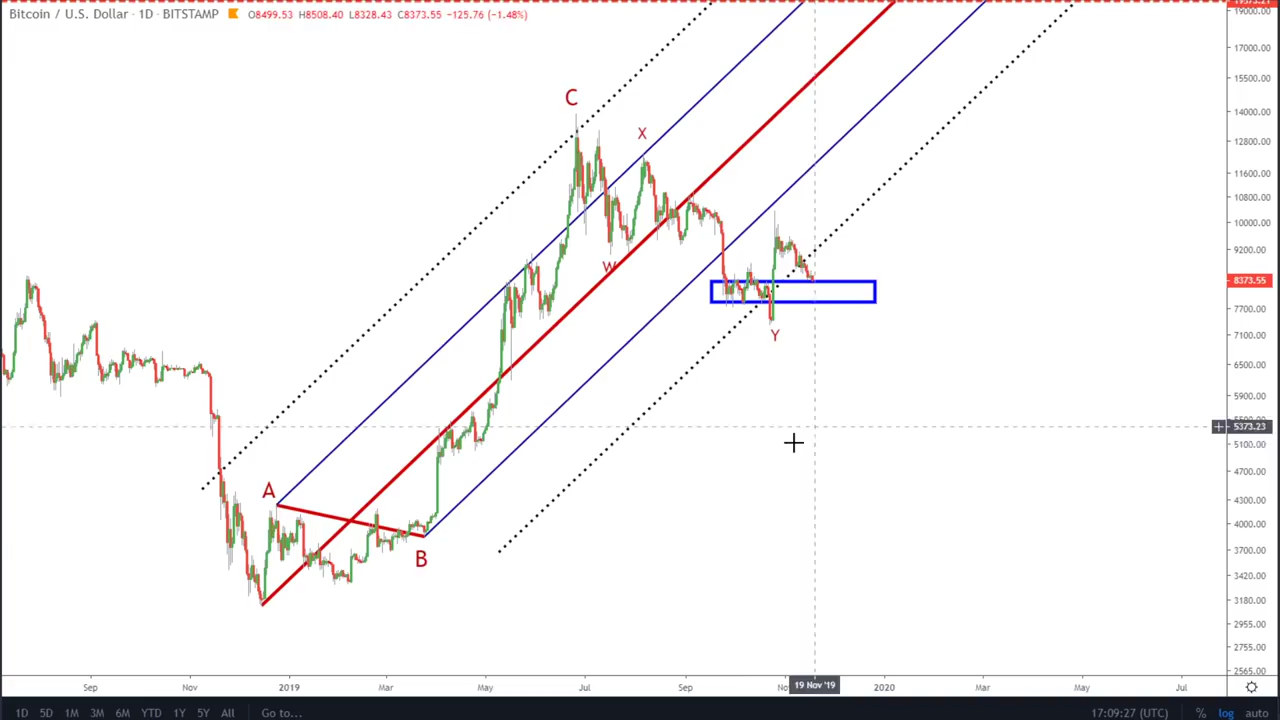 Bitcoin / U.S. Dollar · 1D · BITSTAMP O8499.53 H8508.40 L8328.43 C8373.55 −125.76 (−1.48%)
19000.00
17000.00
15500.00
14000.00
12800.00
11600.00
10800.00
10000.00
9200.00
8373.55
7700.00
7100.00
6500.00
5900.00
5373.23
5100.00
4700.00
4300.00
4000.00
3700.00
3420.00
3180.00
2955.00
2755.00
2565.00
C
X
W
Y
A
B
Sep Nov 2019 Mar May Jul Sep 19 Nov '19 2020 Mar May Jul
1D 5D 1M 3M 6M YTD 1Y 5Y All Go to... 17:09:27 (UTC) % log auto